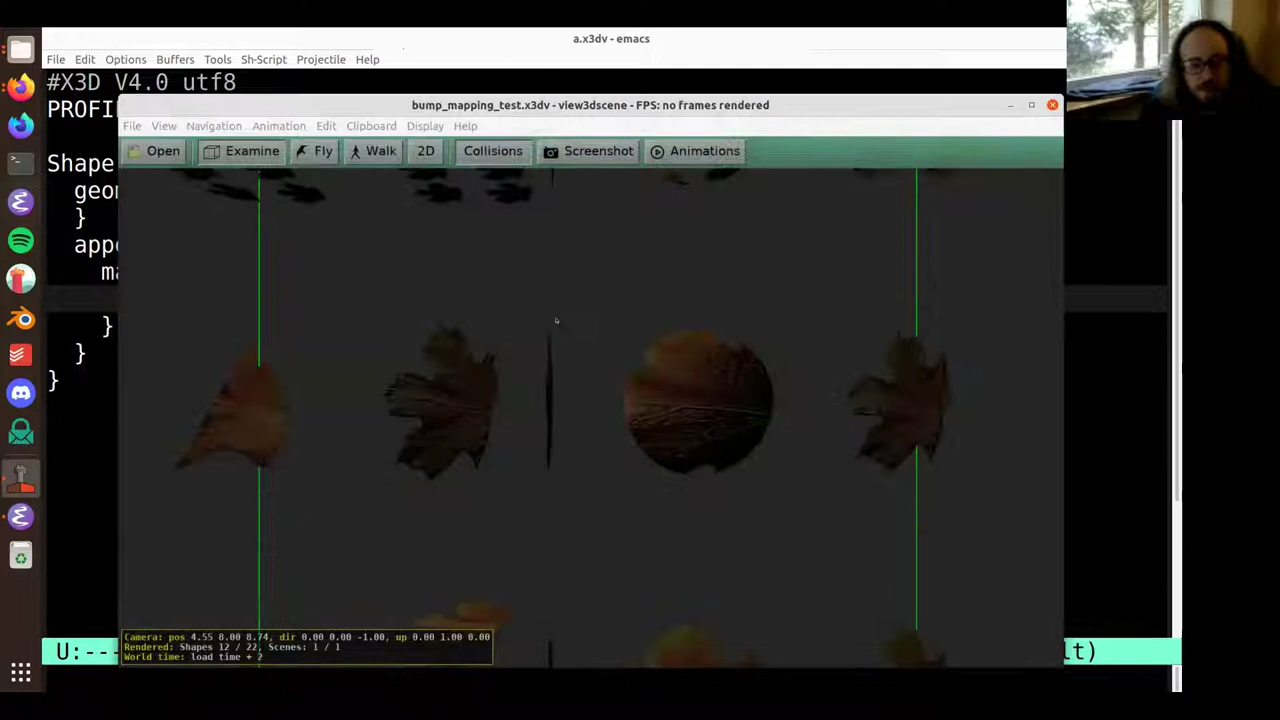 a.x3dv - emacs
File Edit Options Buffers Tools Sh-Script Projectile Help
#X3D V4.0 utf8
PROFI
bump_mapping_test.x3dv - view3dscene - FPS: no frames rendered
File View Navigation Animation Edit Clipboard Display Help
Open Examine Fly Walk 2D Collisions Screenshot Animations
Shape
geom
}
appe
ma
}
}
}
Camera: pos 4.55 8.00 8.74, dir 0.00 0.00 -1.00, up 0.00 1.00 0.00
Rendered: Shapes 12 / 22, Scenes: 1 / 1
World time: load time + 2
U:--- lt)